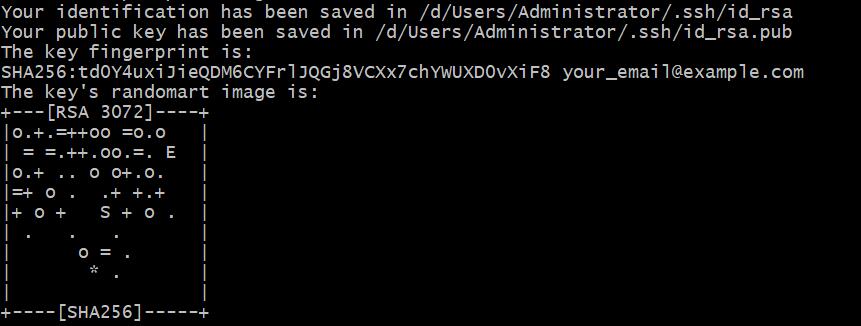 Your identification has been saved in /d/Users/Administrator/.ssh/id_rsa
Your public key has been saved in /d/Users/Administrator/.ssh/id_rsa.pub
The key fingerprint is:
SHA256:td0Y4uxiJieQDM6CYFrlJQGj8VCXx7chYWUXD0vXiF8 your_email@example.com
The key's randomart image is:
+---[RSA 3072]----+
|o.+.=++oo =o.o   |
| = =.++.oo.=. E  |
|o.+ .. o o+.o.   |
|=+ o .  .+ +.+   |
|+ o +   S + o .  |
| .   .   .       |
|      o = .      |
|       * .       |
|                 |
+----[SHA256]-----+